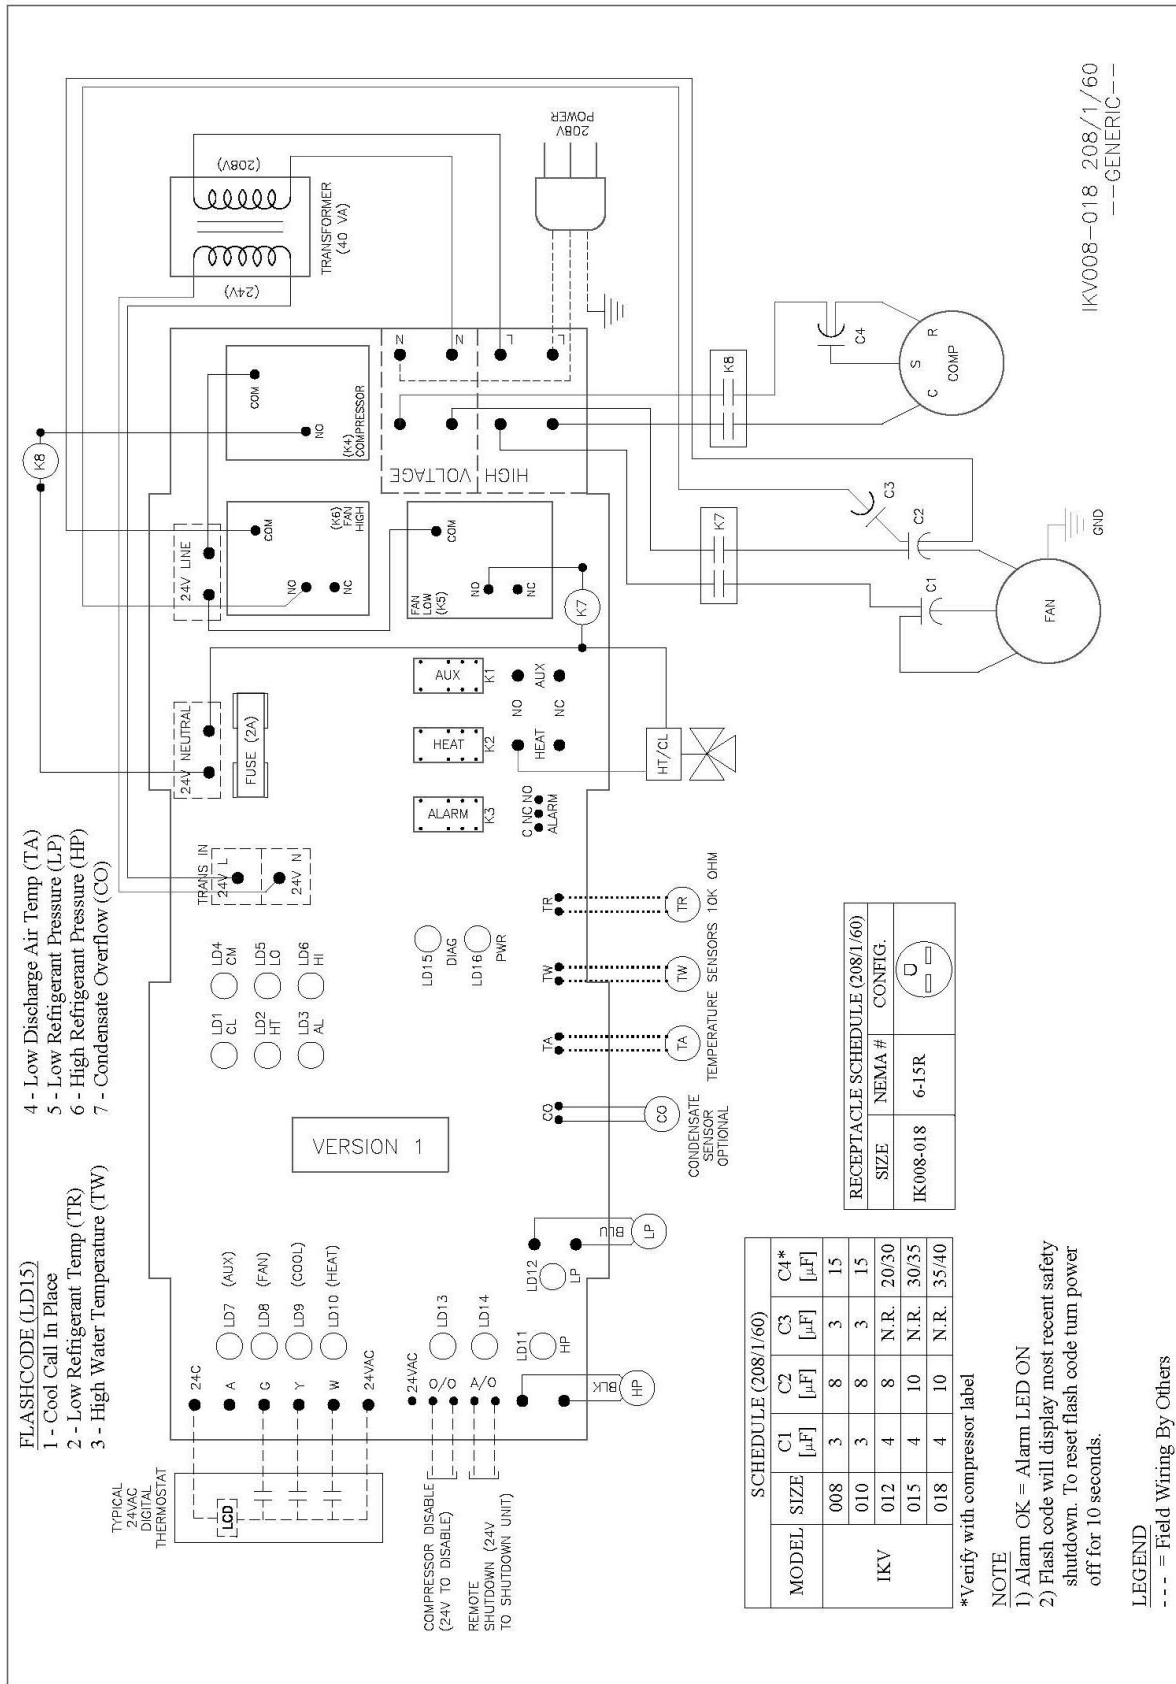 FLASHCODE (LD15)
1 - Cool Call In Place
2 - Low Refrigerant Temp (TR)
3 - High Water Temperature (TW)
4 - Low Discharge Air Temp (TA)
5 - Low Refrigerant Pressure (LP)
6 - High Refrigerant Pressure (HP)
7 - Condensate Overflow (CO)
TYPICAL
24VAC
DIGITAL
THERMOSTAT
LCD
24C
A
G
Y
W
24VAC
LD7 (AUX)
LD8 (FAN)
LD9 (COOL)
LD10 (HEAT)
COMPRESSOR DISABLE
(24V TO DISABLE)
REMOTE
SHUTDOWN (24V
TO SHUTDOWN UNIT)
24VAC
O/O
A/O
LD13
LD14
LD11
HP
LD12
LP
BLK
HP
BLU
LP
VERSION 1
LD1
CL
LD2
HT
LD3
AL
LD4
CM
LD5
LO
LD6
HI
LD15
DIAG
LD16
PWR
CO
TA
TW
TR
CO
CONDENSATE
SENSOR
OPTIONAL
TA
TW
TR
TEMPERATURE SENSORS 10K OHM
TRANS IN
24V L
24V N
24V NEUTRAL
FUSE (2A)
24V LINE
ALARM
K3
HEAT
K2
AUX
K1
C NC NO
ALARM
NO
HEAT
AUX
NC
HT/CL
K8
COM
NO
(K4)
COMPRESSOR
COM
(K6)
FAN
HIGH
NO
NC
COM
FAN
LOW
(K5)
NO
NC
K7
HIGH VOLTAGE
N
N
L
L
(24V)
(208V)
TRANSFORMER
(40 VA)
208V
POWER
K7
K8
C1
C2
C3
C4
FAN
GND
C
S
R
COMP
IKV008-018 208/1/60
--GENERIC--
SCHEDULE (208/1/60)
MODEL SIZE C1 [µF] C2 [µF] C3 [µF] C4* [µF]
IKV
008 3 8 3 15
010 3 8 3 15
012 4 8 N.R. 20/30
015 4 10 N.R. 30/35
018 4 10 N.R. 35/40
*Verify with compressor label
RECEPTACLE SCHEDULE (208/1/60)
SIZE NEMA # CONFIG.
IK008-018 6-15R
NOTE
1) Alarm OK = Alarm LED ON
2) Flash code will display most recent safety
shutdown. To reset flash code turn power
off for 10 seconds.
LEGEND
- - - = Field Wiring By Others